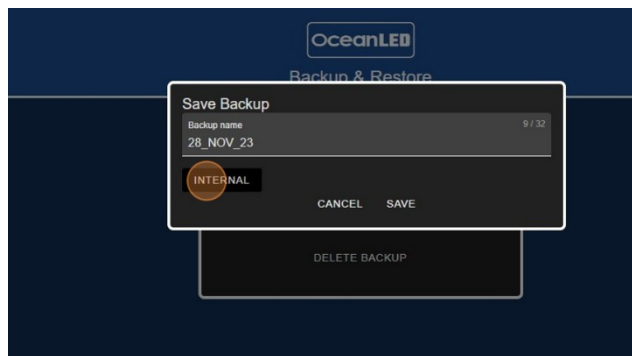 OceanLED
Backup & Restore
Save Backup
Backup name 9 / 32
28_NOV_23
INTERNAL
CANCEL SAVE
DELETE BACKUP